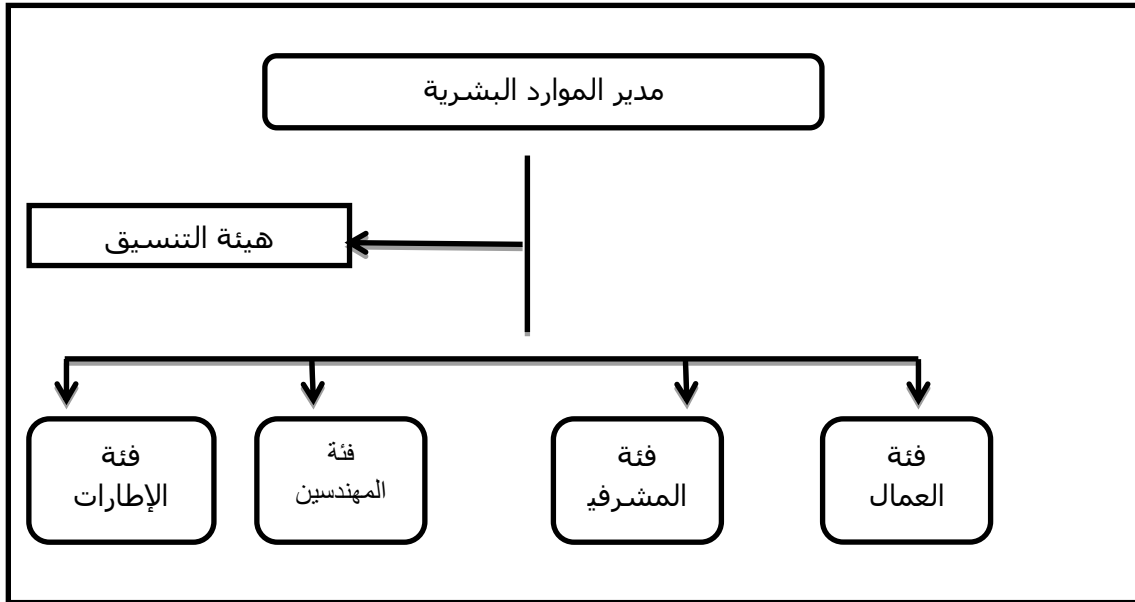 مدير الموارد البشرية
هيئة التنسيق
فئة
العمال
فئة
المشرفي
فئة
المهندسين
فئة
الإطارات